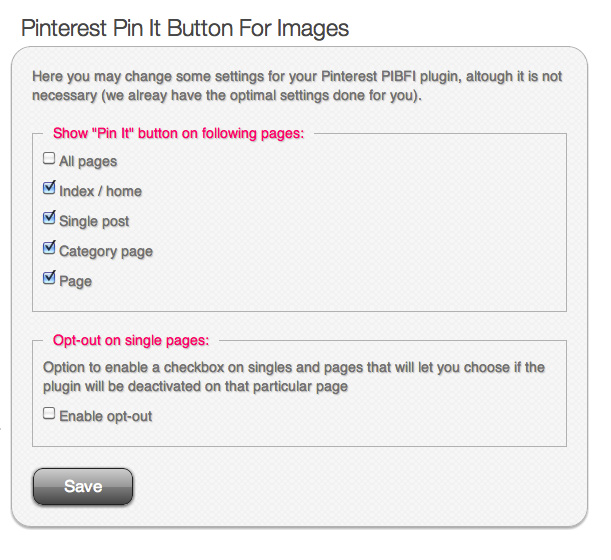 Pinterest Pin It Button For Images
Here you may change some settings for your Pinterest PIBFI plugin, altough it is not
necessary (we alreay have the optimal settings done for you).
Show "Pin It" button on following pages:
All pages
Index / home
Single post
Category page
Page
Opt-out on single pages:
Option to enable a checkbox on singles and pages that will let you choose if the
plugin will be deactivated on that particular page
Enable opt-out
Save